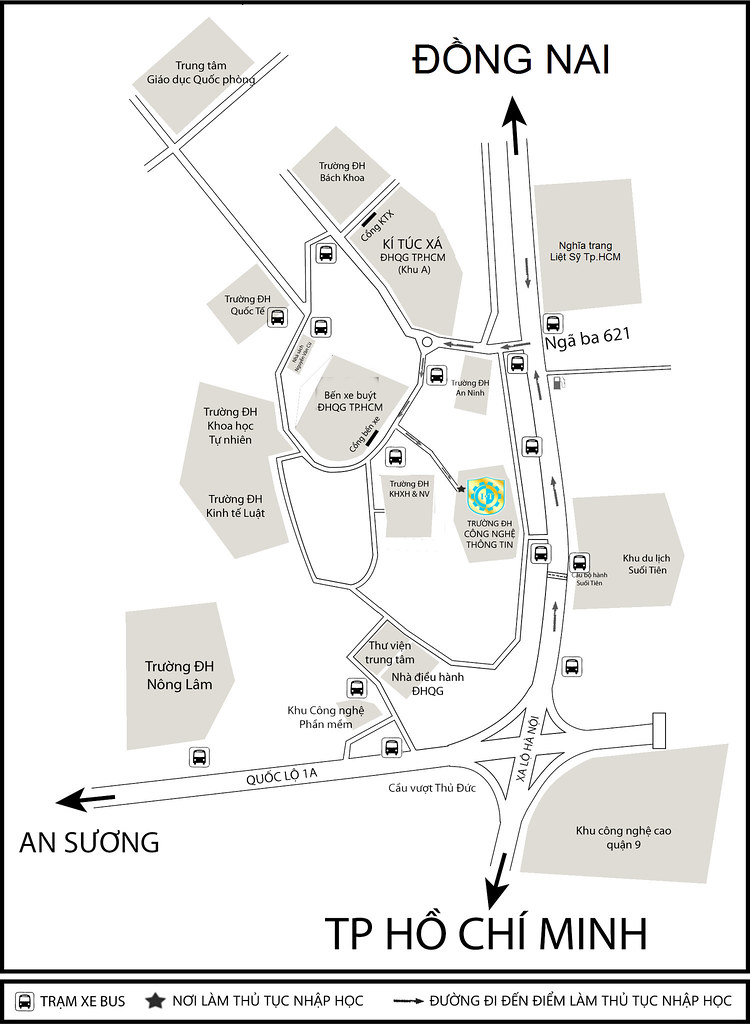 ĐỒNG NAI
Trung tâm
Giáo dục Quốc phòng
Trường ĐH
Bách Khoa
Cổng KTX
KÍ TÚC XÁ
ĐHQG TP.HCM
(Khu A)
Nghĩa trang
Liệt Sỹ Tp.HCM
Trường ĐH
Quốc Tế
Nhà sách
Nguyễn Văn Cừ
Ngã ba 621
Trường ĐH
An Ninh
Bến xe buýt
ĐHQG TP.HCM
Cổng bến xe
Trường ĐH
Khoa học
Tự nhiên
Trường ĐH
Kinh tế Luật
Trường ĐH
KHXH & NV
TRƯỜNG ĐH
CÔNG NGHỆ
THÔNG TIN
Khu du lịch
Suối Tiên
Cầu bộ hành
Suối Tiên
Trường ĐH
Nông Lâm
Thư viện
trung tâm
Nhà điều hành
ĐHQG
Khu Công nghệ
Phần mềm
XA LỘ HÀ NỘI
QUỐC LỘ 1A
Cầu vượt Thủ Đức
AN SƯƠNG
Khu công nghệ cao
quận 9
TP HỒ CHÍ MINH
TRẠM XE BUS
NƠI LÀM THỦ TỤC NHẬP HỌC
ĐƯỜNG ĐI ĐẾN ĐIỂM LÀM THỦ TỤC NHẬP HỌC